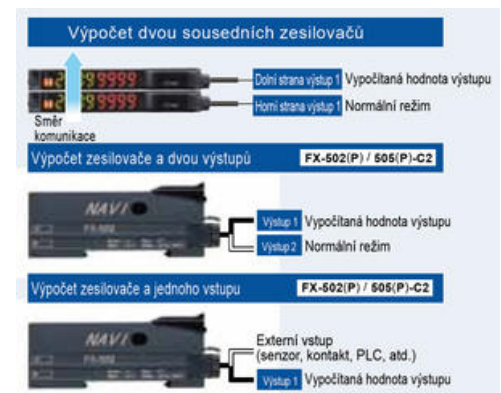 Výpočet dvou sousedních zesilovačů
9999
Dolní strana výstup 1 Vypočítaná hodnota výstupu
9999
Horní strana výstup 1 Normální režim
Směr
komunikace
Výpočet zesilovače a dvou výstupů FX-502(P) / 505(P)-C2
NAVI
FX-502
Výstup 1 Vypočítaná hodnota výstupu
Výstup 2 Normální režim
Výpočet zesilovače a jednoho vstupu FX-502(P) / 505(P)-C2
NAVI
FX-502
Externí vstup
(senzor, kontakt, PLC, atd.)
Výstup 1 Vypočítaná hodnota výstupu